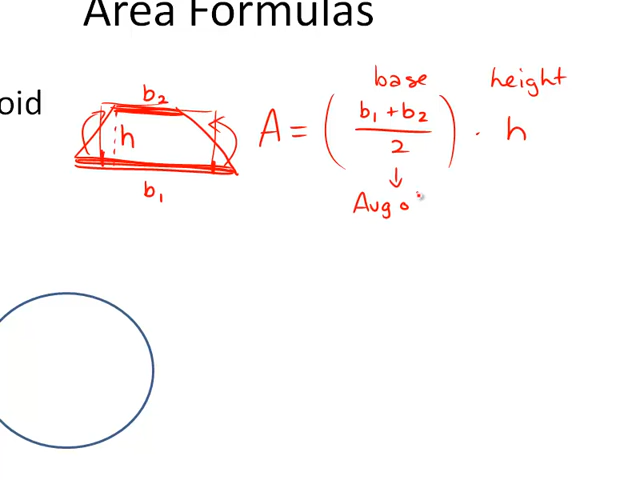 Area Formulas
oid
b₂
h
b₁
base
height
A = ( b₁ + b₂ / 2 ) · h
↓
Avg o